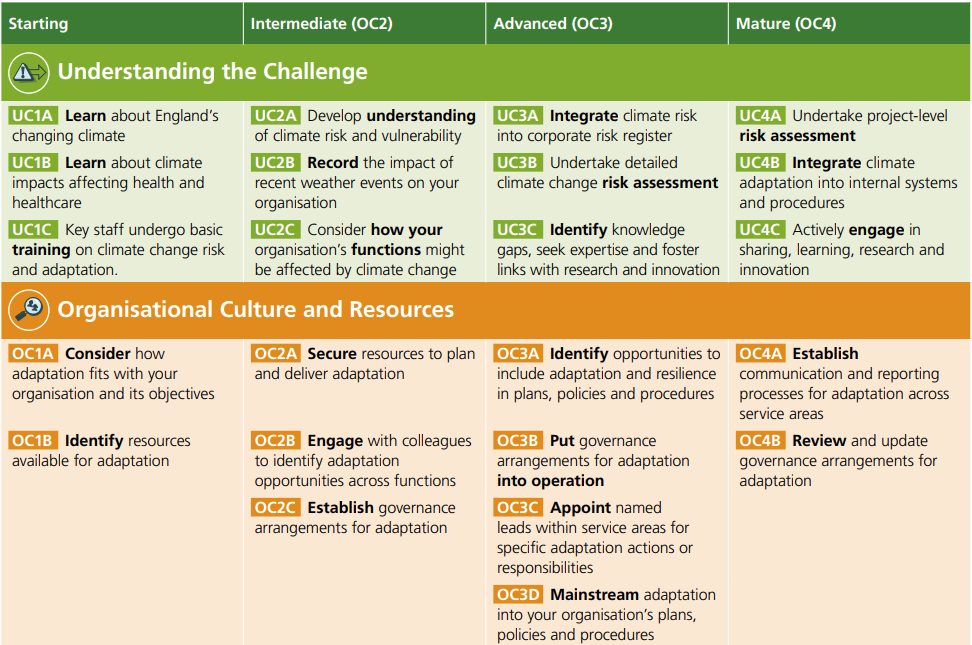 Starting
Intermediate (OC2)
Advanced (OC3)
Mature (OC4)
Understanding the Challenge
UC1A Learn about England's
changing climate
UC1B Learn about climate
impacts affecting health and
healthcare
UC1C Key staff undergo basic
training on climate change risk
and adaptation.
UC2A Develop understanding
of climate risk and vulnerability
UC2B Record the impact of
recent weather events on your
organisation
UC2C Consider how your
organisation's functions might
be affected by climate change
UC3A Integrate climate risk
into corporate risk register
UC3B Undertake detailed
climate change risk assessment
UC3C Identify knowledge
gaps, seek expertise and foster
links with research and innovation
UC4A Undertake project-level
risk assessment
UC4B Integrate climate
adaptation into internal systems
and procedures
UC4C Actively engage in
sharing, learning, research and
innovation
Organisational Culture and Resources
OC1A Consider how
adaptation fits with your
organisation and its objectives
OC1B Identify resources
available for adaptation
OC2A Secure resources to plan
and deliver adaptation
OC2B Engage with colleagues
to identify adaptation
opportunities across functions
OC2C Establish governance
arrangements for adaptation
OC3A Identify opportunities to
include adaptation and resilience
in plans, policies and procedures
OC3B Put governance
arrangements for adaptation
into operation
OC3C Appoint named
leads within service areas for
specific adaptation actions or
responsibilities
OC3D Mainstream adaptation
into your organisation's plans,
policies and procedures
OC4A Establish
communication and reporting
processes for adaptation across
service areas
OC4B Review and update
governance arrangements for
adaptation